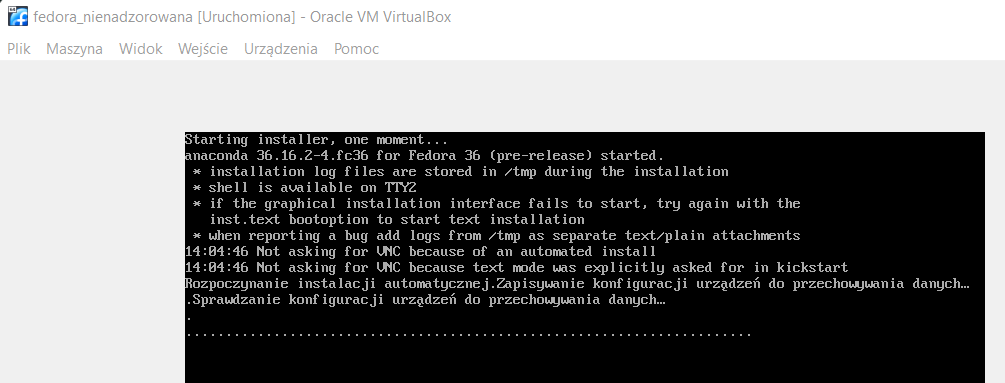 fedora_nienadzorowana [Uruchomiona] - Oracle VM VirtualBox
Plik Maszyna Widok Wejście Urządzenia Pomoc
Starting installer, one moment...
anaconda 36.16.2-4.fc36 for Fedora 36 (pre-release) started.
* installation log files are stored in /tmp during the installation
* shell is available on TTY2
* if the graphical installation interface fails to start, try again with the
inst.text bootoption to start text installation
* when reporting a bug add logs from /tmp as separate text/plain attachments
14:04:46 Not asking for VNC because of an automated install
14:04:46 Not asking for VNC because text mode was explicitly asked for in kickstart
Rozpoczynanie instalacji automatycznej.Zapisywanie konfiguracji urządzeń do przechowywania danych…
.Sprawdzanie konfiguracji urządzeń do przechowywania danych…
.
.......................................................................